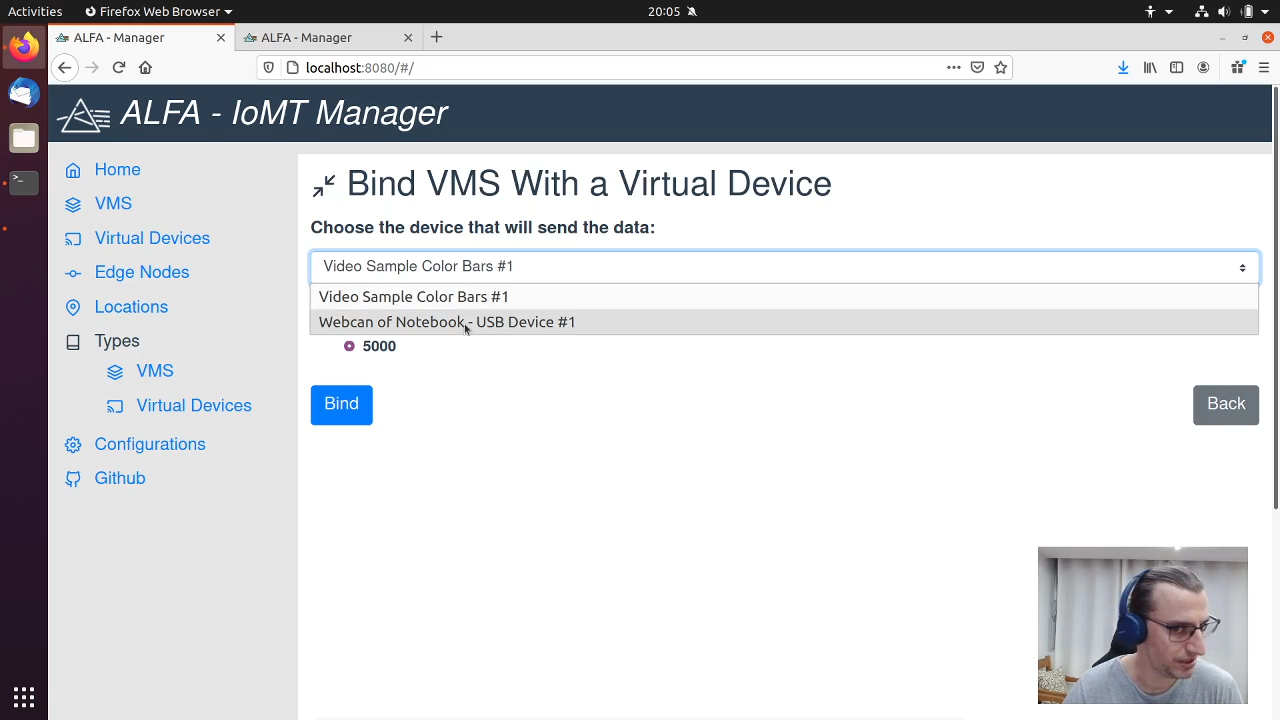 Activities Firefox Web Browser 20:05
ALFA - Manager ALFA - Manager
localhost:8080/#/
ALFA - IoMT Manager
Home
VMS
Virtual Devices
Edge Nodes
Locations
Types
VMS
Virtual Devices
Configurations
Github
Bind VMS With a Virtual Device
Choose the device that will send the data:
Video Sample Color Bars #1
Video Sample Color Bars #1
Webcan of Notebook - USB Device #1
5000
Bind Back